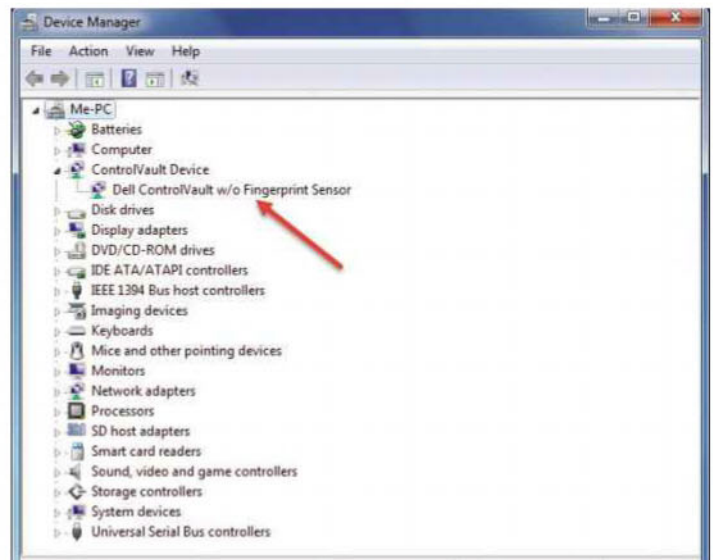 Device Manager
File Action View Help
Me-PC
Batteries
Computer
ControlVault Device
Dell ControlVault w/o Fingerprint Sensor
Disk drives
Display adapters
DVD/CD-ROM drives
IDE ATA/ATAPI controllers
IEEE 1394 Bus host controllers
Imaging devices
Keyboards
Mice and other pointing devices
Monitors
Network adapters
Processors
SD host adapters
Smart card readers
Sound, video and game controllers
Storage controllers
System devices
Universal Serial Bus controllers